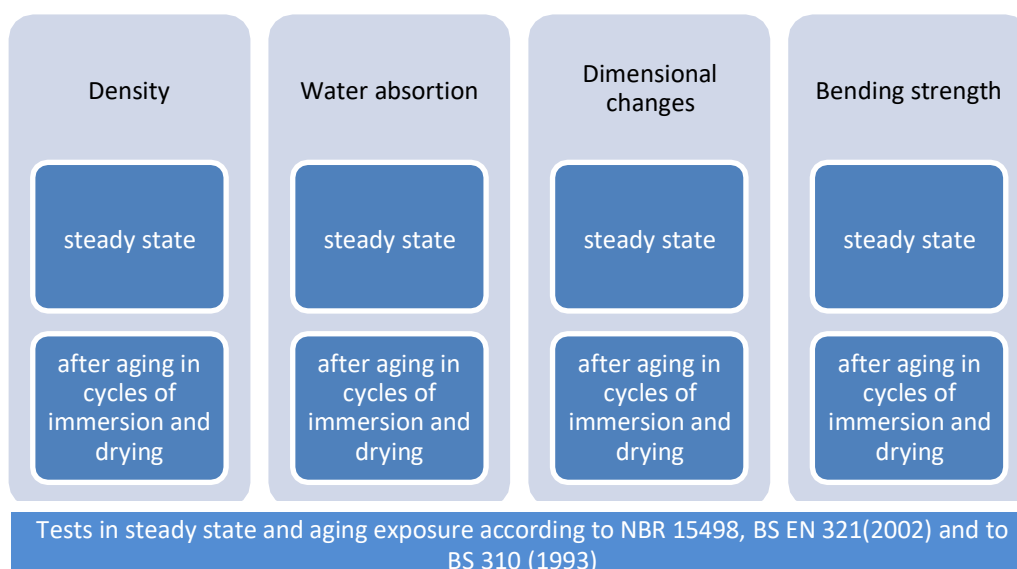 Density
steady state
after aging in
cycles of
immersion and
drying
Water absortion
steady state
after aging in
cycles of
immersion and
drying
Dimensional
changes
steady state
after aging in
cycles of
immersion and
drying
Bending strength
steady state
after aging in
cycles of
immersion and
drying
Tests in steady state and aging exposure according to NBR 15498, BS EN 321(2002) and to
BS 310 (1993)